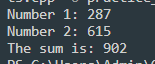 Number 1: 287
Number 2: 615
The sum is: 902